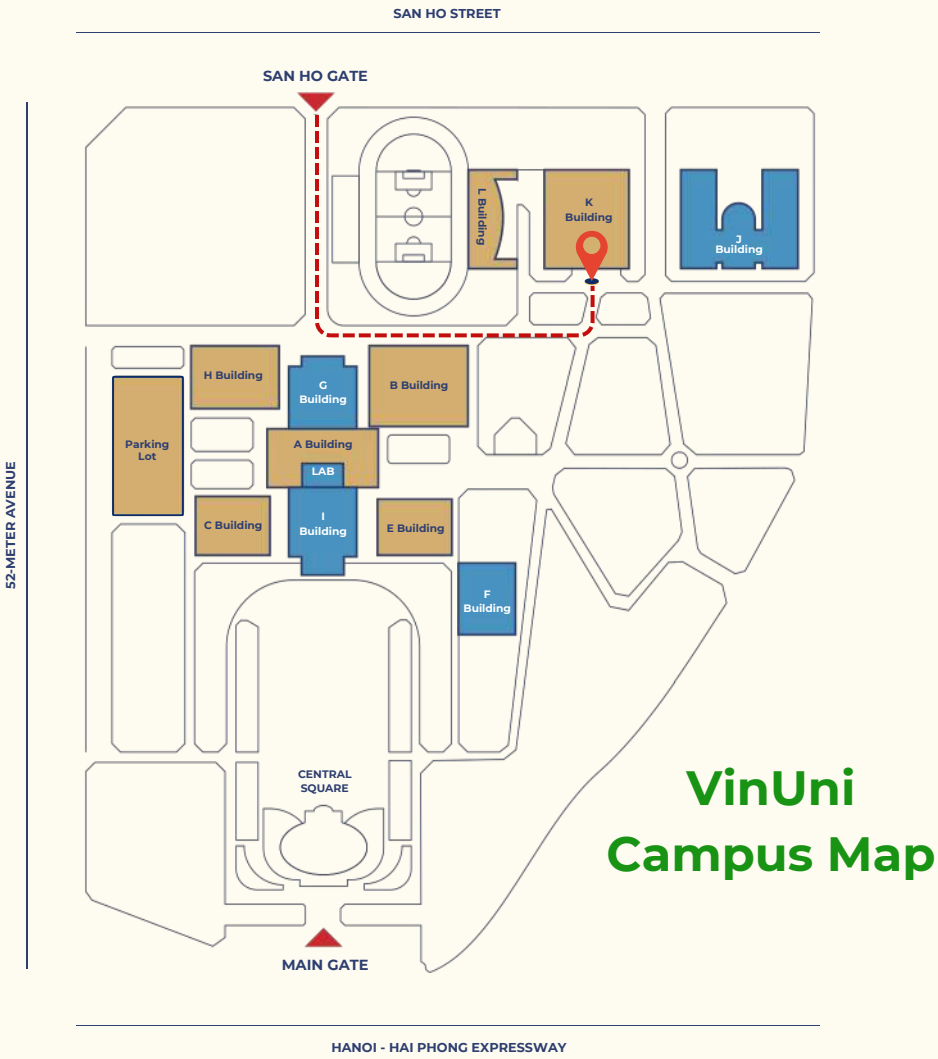 SAN HO STREET
SAN HO GATE
K
Building
L Building
J
Building
H Building
G
Building
B Building
Parking
Lot
A Building
LAB
C Building
I
Building
E Building
52-METER AVENUE
F
Building
CENTRAL
SQUARE
VinUni
Campus Map
MAIN GATE
HANOI - HAI PHONG EXPRESSWAY